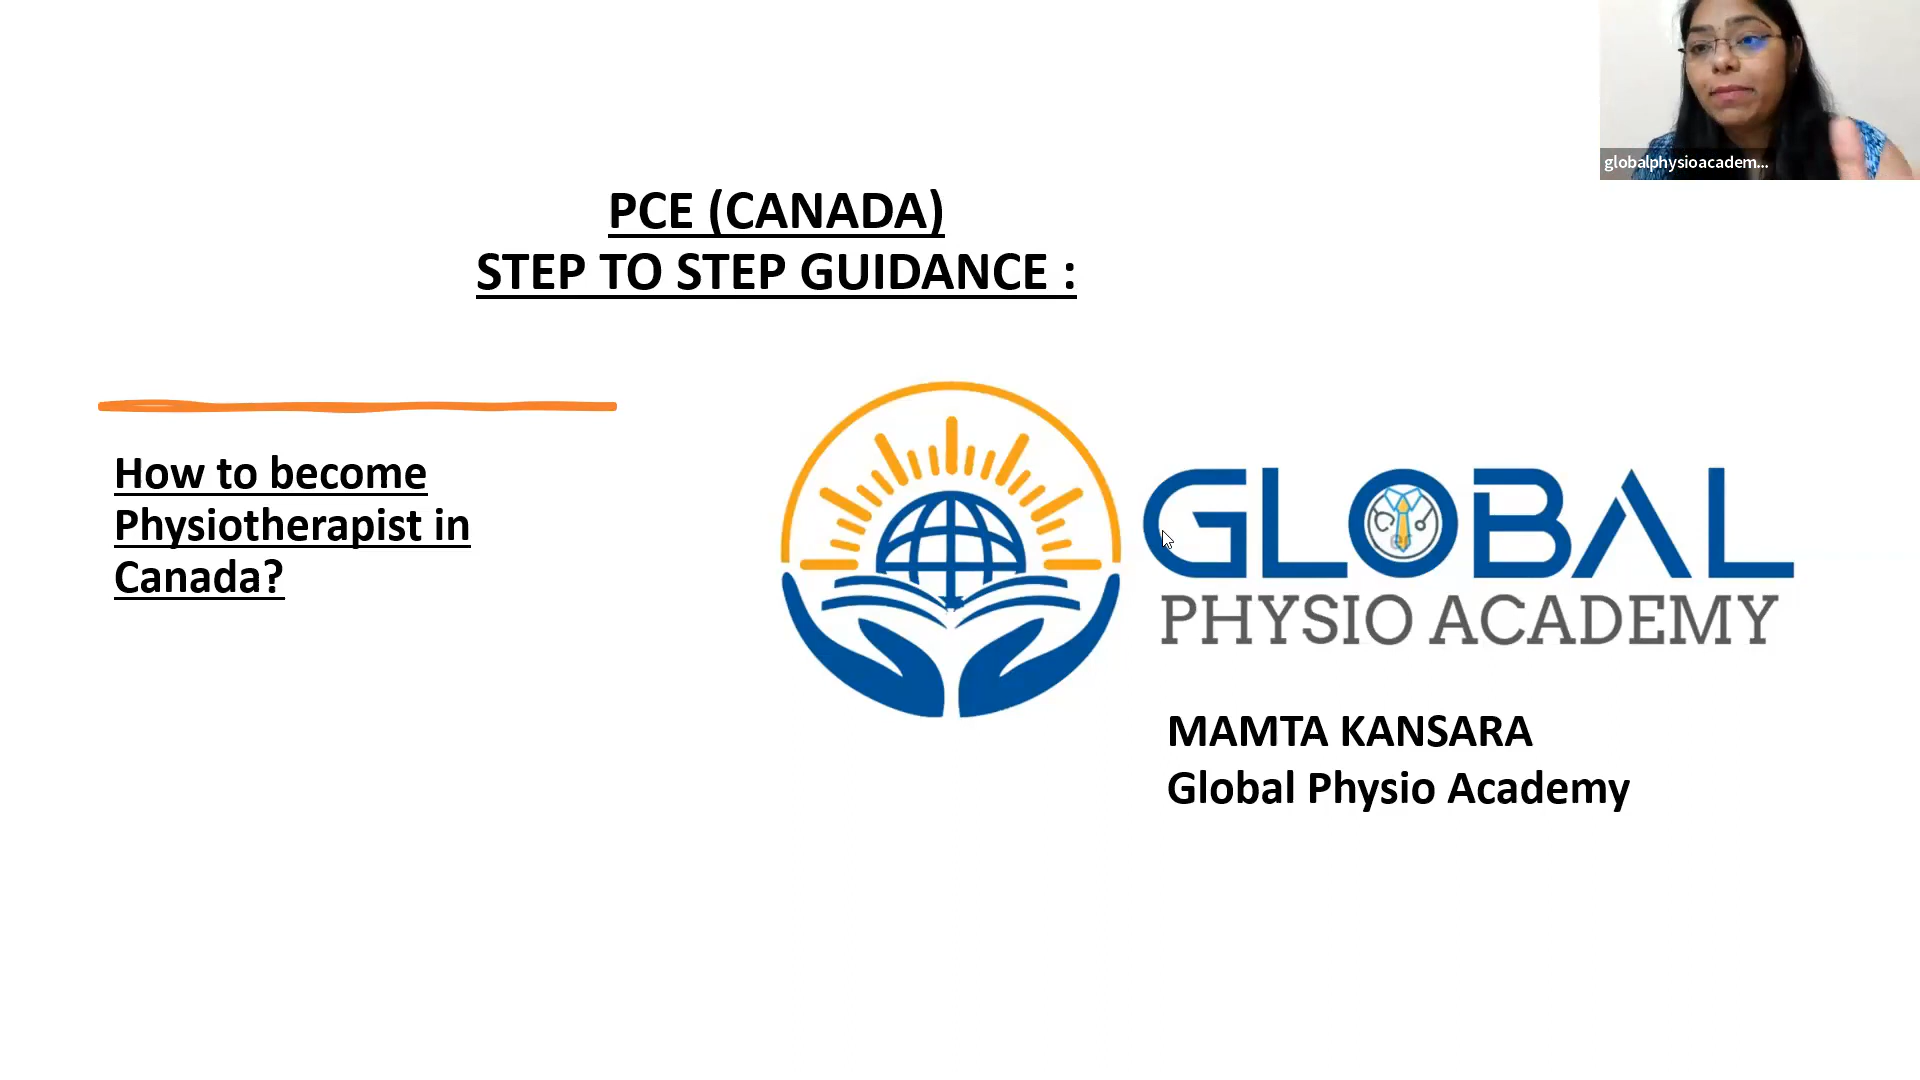 globalphysioacadem...
PCE (CANADA)
STEP TO STEP GUIDANCE :
How to become
Physiotherapist in
Canada?
GLOBAL
PHYSIO ACADEMY
MAMTA KANSARA
Global Physio Academy